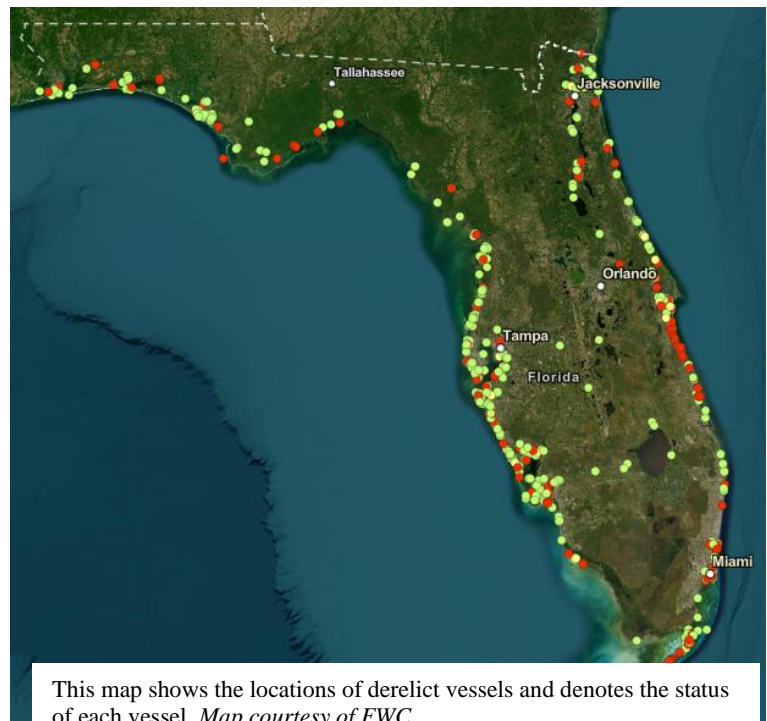 Tallahassee
Jacksonville
Orlando
Tampa
Florida
Miami
This map shows the locations of derelict vessels and denotes the status
of each vessel. Map courtesy of FWC